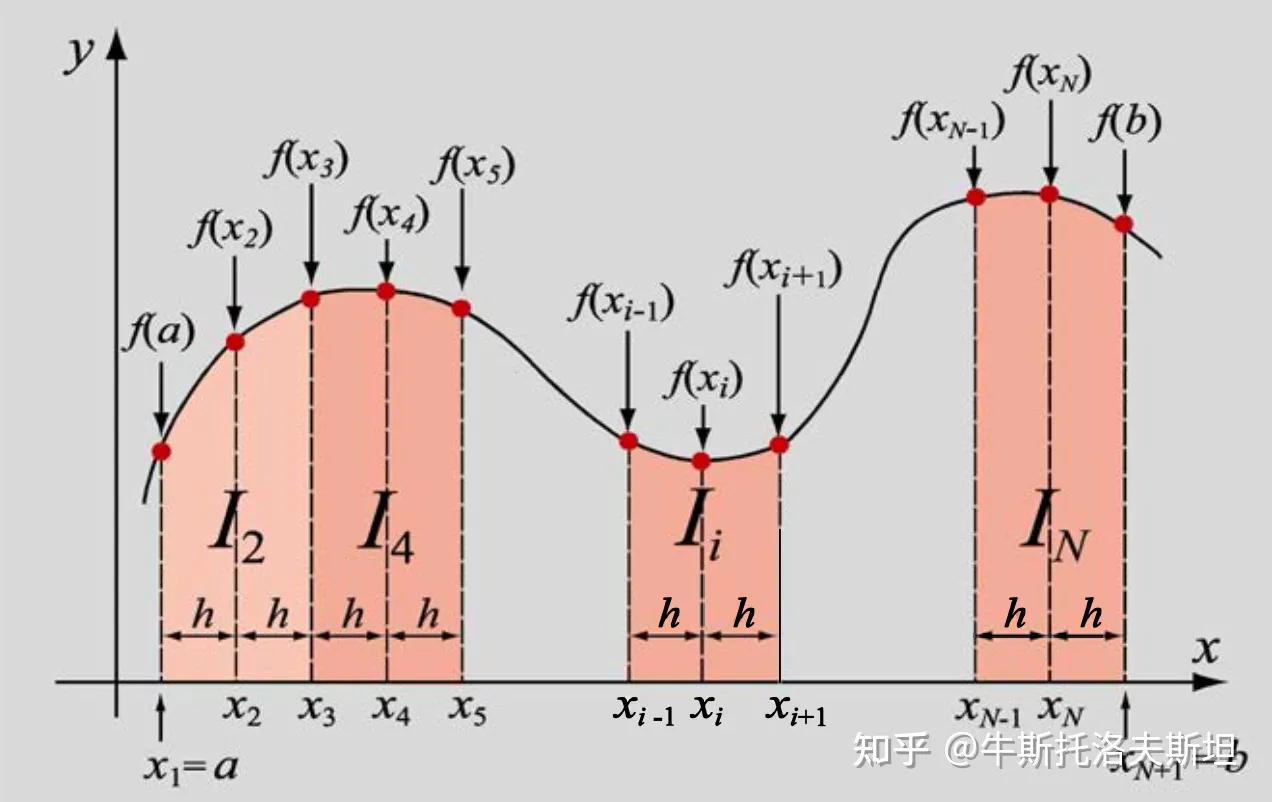 y
f(x_N)
f(x_{N-1})
f(b)
f(x_3)
f(x_5)
f(x_4)
f(x_2)
f(x_{i+1})
f(x_{i-1})
f(a)
f(x_i)
I_2 I_4 I_i I_N
h h h h h h h h
x
x_2 x_3 x_4 x_5 x_{i-1} x_i x_{i+1} x_{N-1} x_N
知乎 @牛斯托洛夫斯坦
x_1=a
x_{N+1}=b